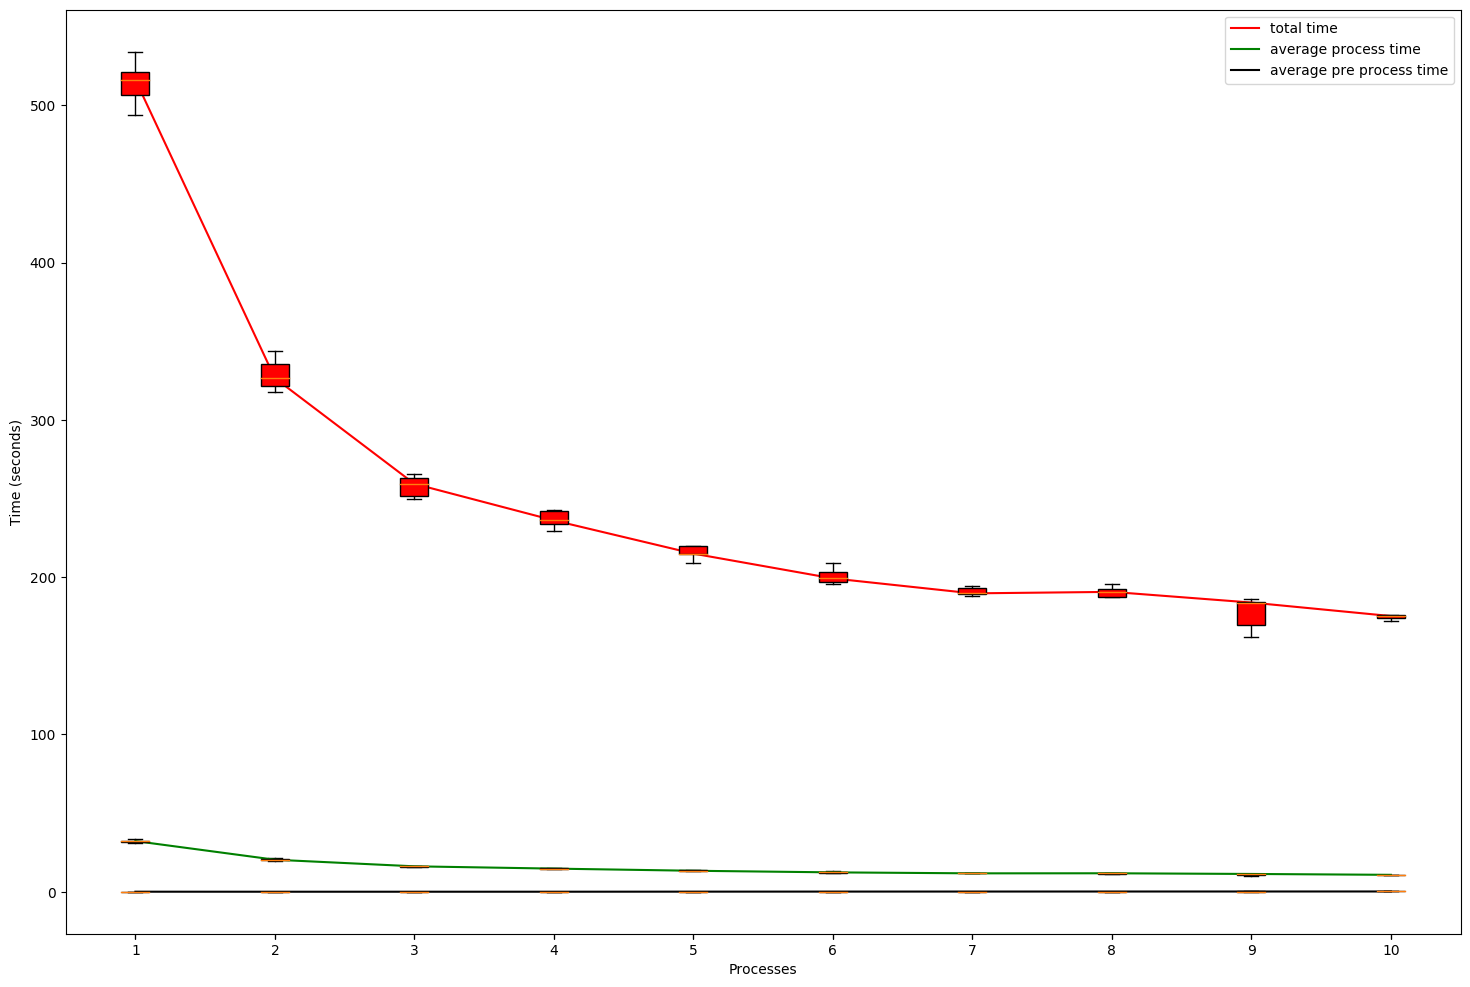 total time
average process time
average pre process time
500
400
300
200
100
0
Time (seconds)
1 2 3 4 5 6 7 8 9 10
Processes